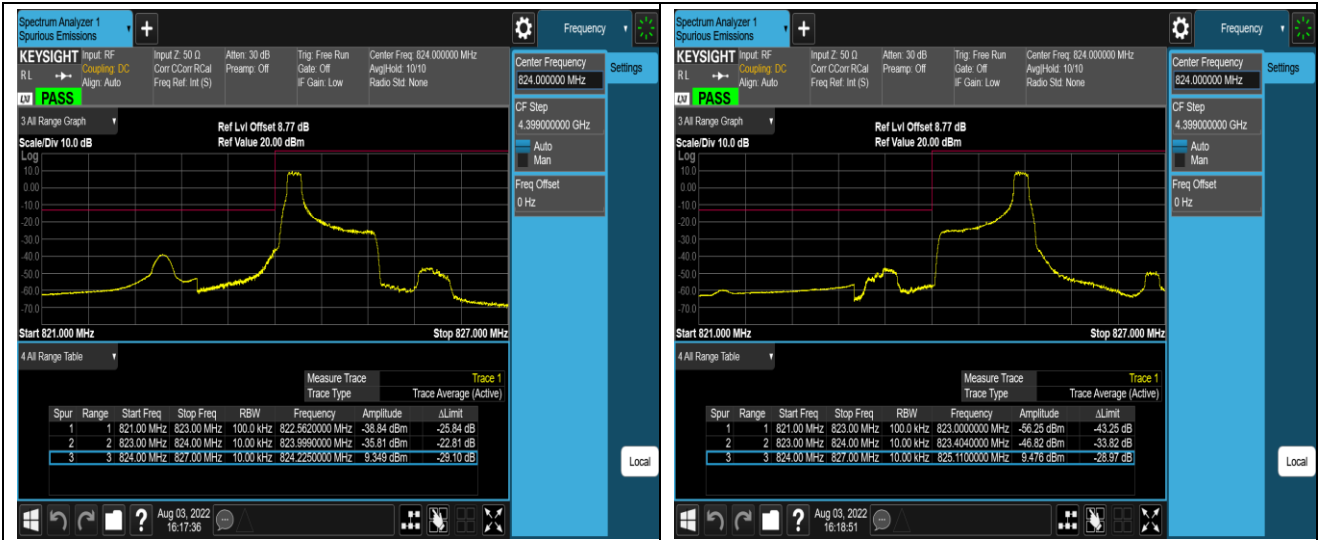 Spectrum Analyzer 1
Spurious Emissions
Frequency
KEYSIGHT
Input: RF
Coupling: DC
Align: Auto
Input Z: 50 Ω
Corr CCorr RCal
Freq Ref: Int (S)
Atten: 30 dB
Preamp: Off
Trig: Free Run
Gate: Off
IF Gain: Low
Center Freq: 824.000000 MHz
Avg|Hold: 10/10
Radio Std: None
RL
LXI
PASS
Center Frequency
824.000000 MHz
Settings
CF Step
4.399000000 GHz
Auto
Man
Freq Offset
0 Hz
3 All Range Graph
Ref Lvl Offset 8.77 dB
Scale/Div 10.0 dB
Ref Value 20.00 dBm
Log
10.0
0.00
-10.0
-20.0
-30.0
-40.0
-50.0
-60.0
-70.0
Start 821.000 MHz
Stop 827.000 MHz
4 All Range Table
Measure Trace Trace 1
Trace Type Trace Average (Active)
Spur Range Start Freq Stop Freq RBW Frequency Amplitude ΔLimit
1 1 821.00 MHz 823.00 MHz 100.0 kHz 822.5620000 MHz -38.84 dBm -25.84 dB
2 2 823.00 MHz 824.00 MHz 10.00 kHz 823.9990000 MHz -35.81 dBm -22.81 dB
3 3 824.00 MHz 827.00 MHz 10.00 kHz 824.2250000 MHz 9.349 dBm -29.10 dB
Local
?
Aug 03, 2022
16:17:36
Spectrum Analyzer 1
Spurious Emissions
Frequency
KEYSIGHT
Input: RF
Coupling: DC
Align: Auto
Input Z: 50 Ω
Corr CCorr RCal
Freq Ref: Int (S)
Atten: 30 dB
Preamp: Off
Trig: Free Run
Gate: Off
IF Gain: Low
Center Freq: 824.000000 MHz
Avg|Hold: 10/10
Radio Std: None
RL
LXI
PASS
Center Frequency
824.000000 MHz
Settings
CF Step
4.399000000 GHz
Auto
Man
Freq Offset
0 Hz
3 All Range Graph
Ref Lvl Offset 8.77 dB
Scale/Div 10.0 dB
Ref Value 20.00 dBm
Log
10.0
0.00
-10.0
-20.0
-30.0
-40.0
-50.0
-60.0
-70.0
Start 821.000 MHz
Stop 827.000 MHz
4 All Range Table
Measure Trace Trace 1
Trace Type Trace Average (Active)
Spur Range Start Freq Stop Freq RBW Frequency Amplitude ΔLimit
1 1 821.00 MHz 823.00 MHz 100.0 kHz 823.0000000 MHz -56.25 dBm -43.25 dB
2 2 823.00 MHz 824.00 MHz 10.00 kHz 823.4040000 MHz -46.82 dBm -33.82 dB
3 3 824.00 MHz 827.00 MHz 10.00 kHz 825.1100000 MHz 9.476 dBm -28.97 dB
Local
?
Aug 03, 2022
16:18:51